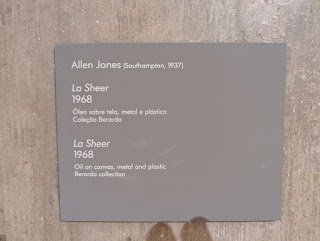 Allen Jones (Southampton, 1937)
La Sheer
1968
Óleo sobre tela, metal e plástico
Coleção Berardo
La Sheer
1968
Oil on canvas, metal and plastic
Berardo collection